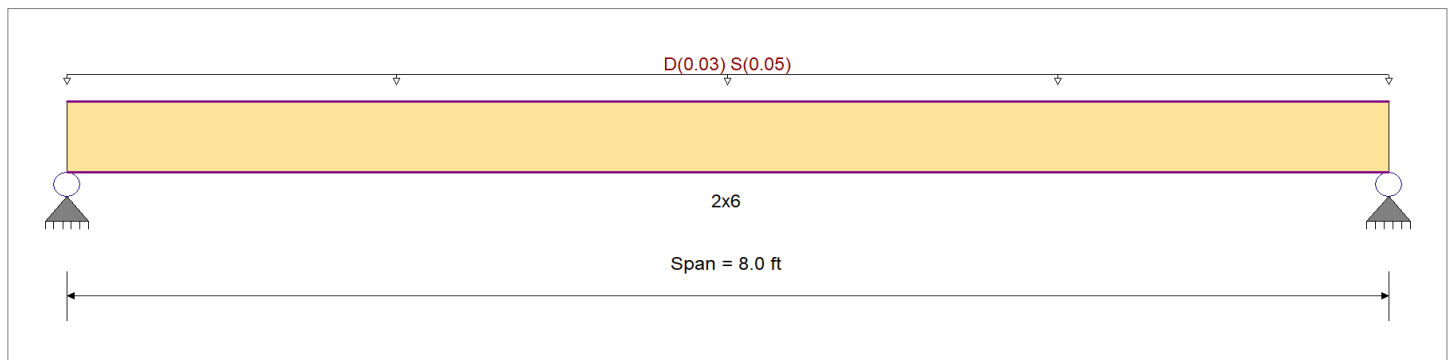 D(0.03) S(0.05)
2x6
Span = 8.0 ft